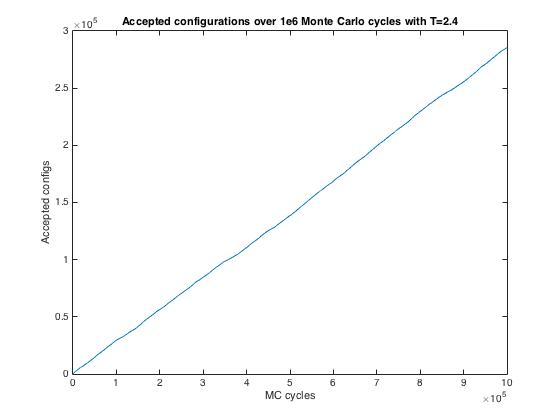 Accepted configurations over 1e6 Monte Carlo cycles with T=2.4
×10^5
3
2.5
2
1.5
1
0.5
0
Accepted configs
0 1 2 3 4 5 6 7 8 9 10
MC cycles
×10^5